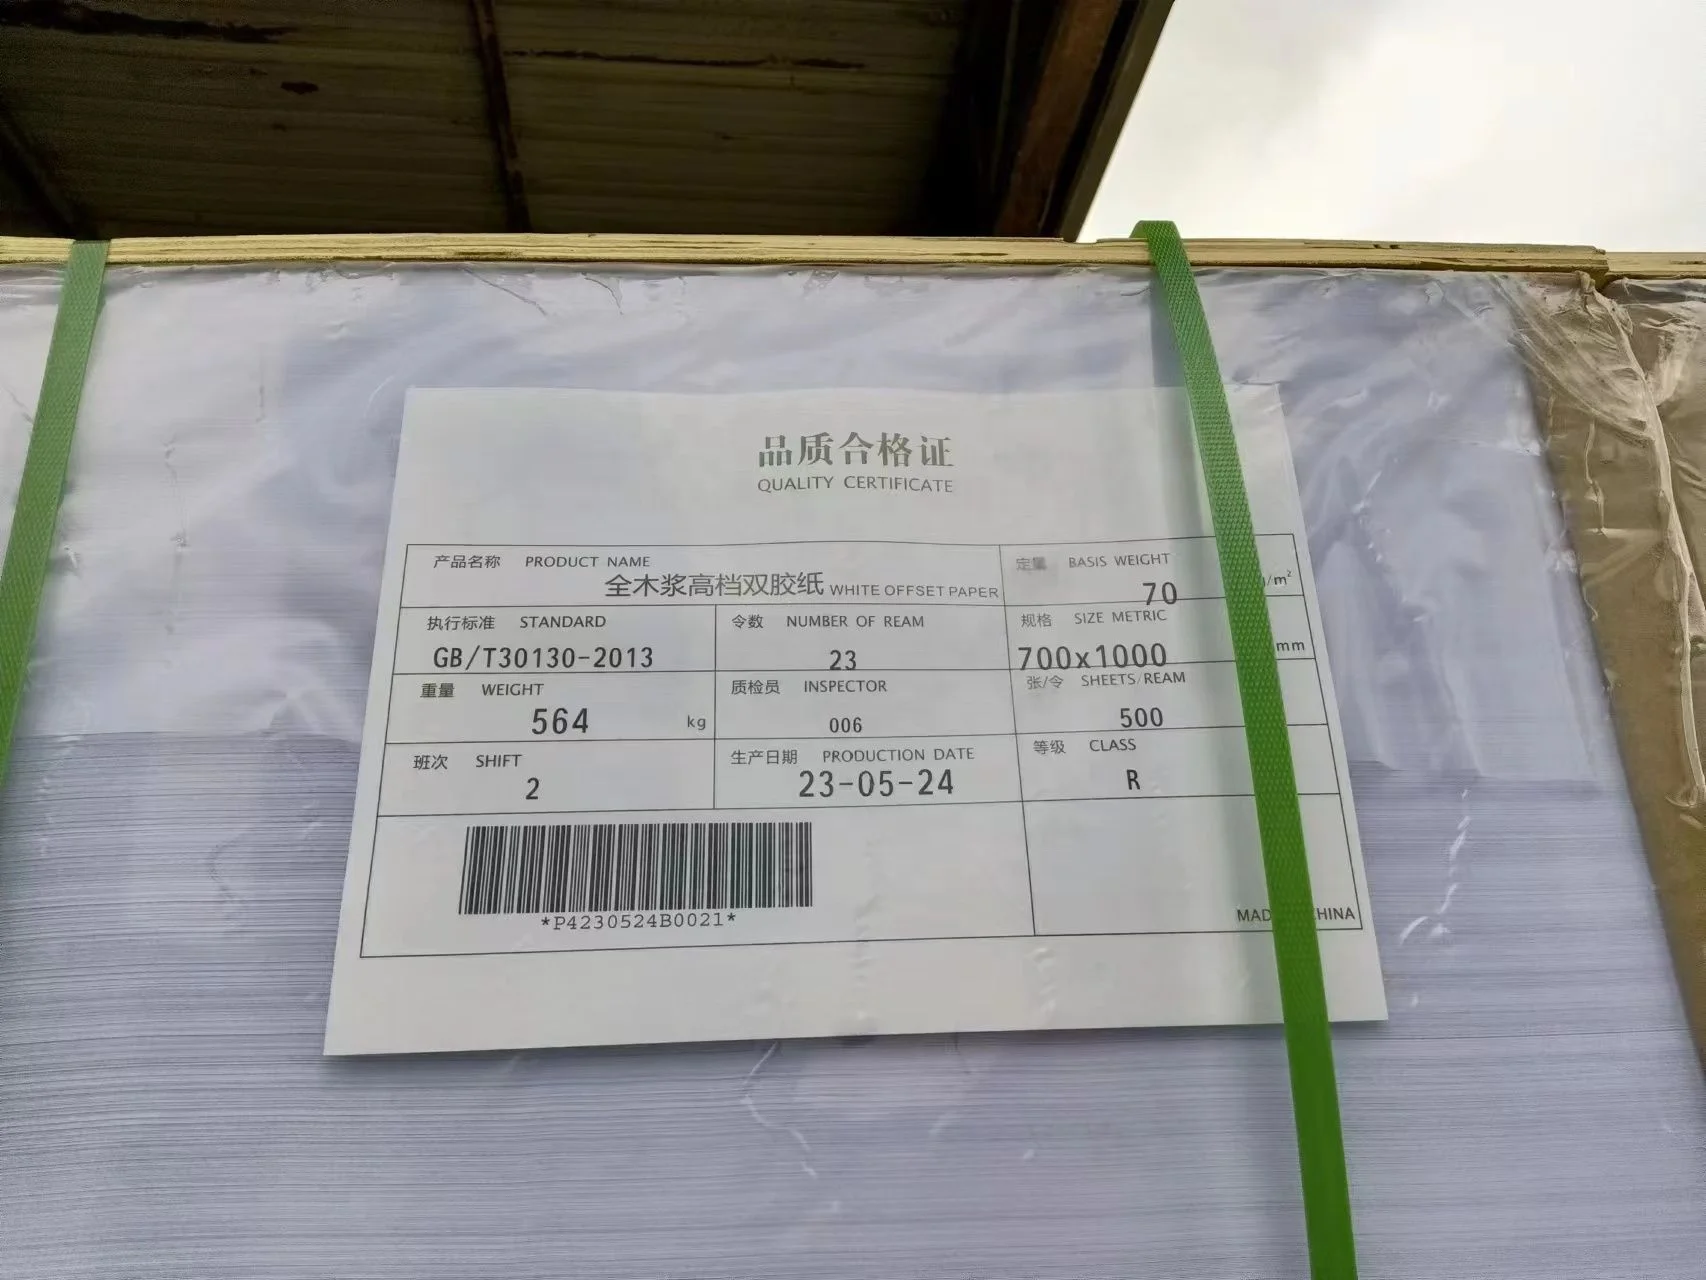 品质合格证
QUALITY CERTIFICATE
产品名称 PRODUCT NAME
全木浆高档双胶纸 WHITE OFFSET PAPER
定量 BASIS WEIGHT
70 /m²
执行标准 STANDARD
GB/T30130-2013
令数 NUMBER OF REAM
23
规格 SIZE METRIC
700x1000 mm
重量 WEIGHT
564 kg
质检员 INSPECTOR
006
张/令 SHEETS/REAM
500
班次 SHIFT
2
生产日期 PRODUCTION DATE
23-05-24
等级 CLASS
R
*P4230524B0021*